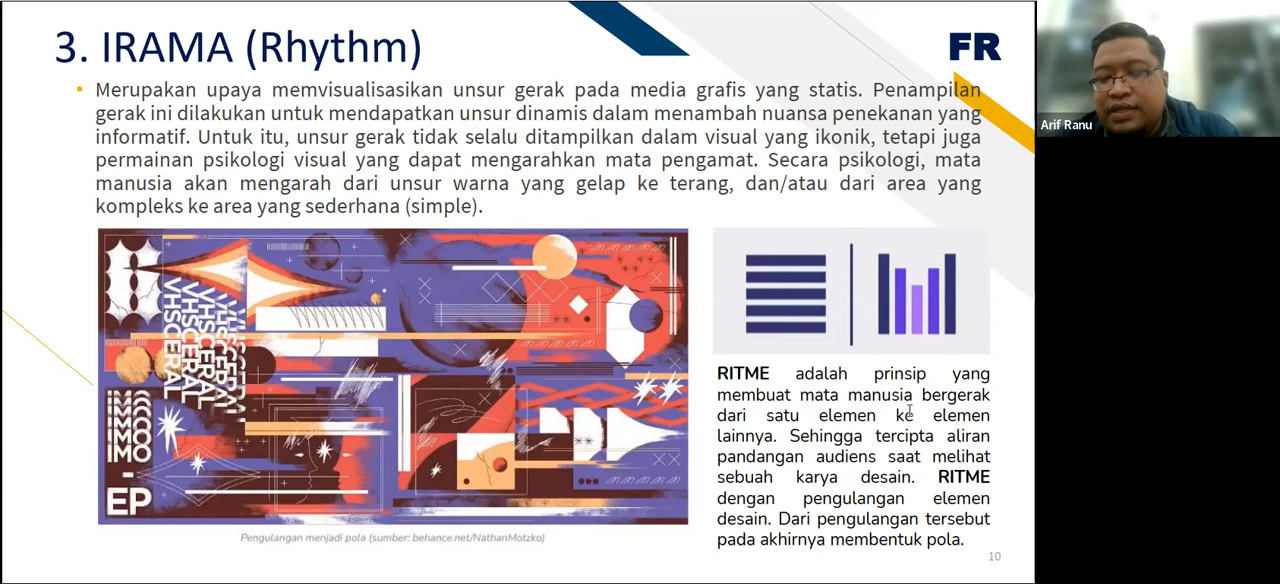 3. IRAMA (Rhythm)
FR
Arif Ranu
• Merupakan upaya memvisualisasikan unsur gerak pada media grafis yang statis. Penampilan
gerak ini dilakukan untuk mendapatkan unsur dinamis dalam menambah nuansa penekanan yang
informatif. Untuk itu, unsur gerak tidak selalu ditampilkan dalam visual yang ikonik, tetapi juga
permainan psikologi visual yang dapat mengarahkan mata pengamat. Secara psikologi, mata
manusia akan mengarah dari unsur warna yang gelap ke terang, dan/atau dari area yang
kompleks ke area yang sederhana (simple).
VHSCERAL
VHSCERAL
VHSCERAL
VHSCERAL
- EP
Pengulangan menjadi pola (sumber: behance.net/NathanMotzko)
RITME adalah prinsip yang
membuat mata manusia bergerak
dari satu elemen ke elemen
lainnya. Sehingga tercipta aliran
pandangan audiens saat melihat
sebuah karya desain. RITME
dengan pengulangan elemen
desain. Dari pengulangan tersebut
pada akhirnya membentuk pola.
10